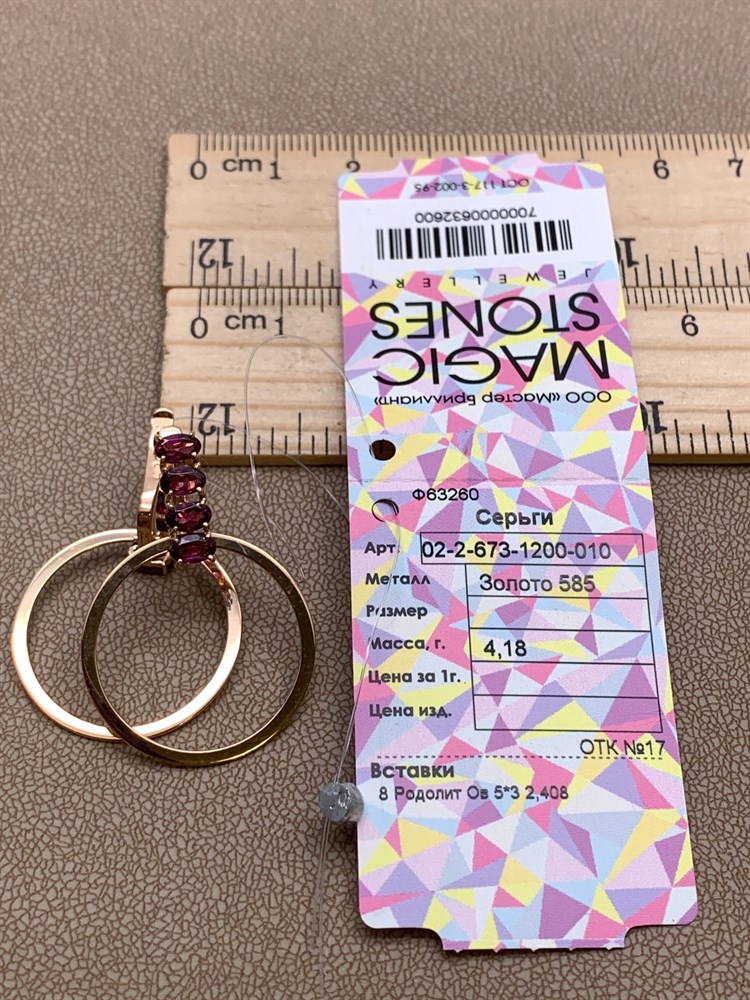 0 cm 1 2 6 7
12 10
0 cm 1 6
12
ОСТ 117-3-002-95
7000000632600
JEWELLERY
STONES
MAGIC
ООО «Мастер Бриллиант»
Ф63260
Серьги
Арт. 02-2-673-1200-010
Металл Золото 585
Размер
Масса, г. 4,18
Цена за 1г.
Цена изд.
ОТК №17
Вставки
8 Родолит Ов 5*3 2,408